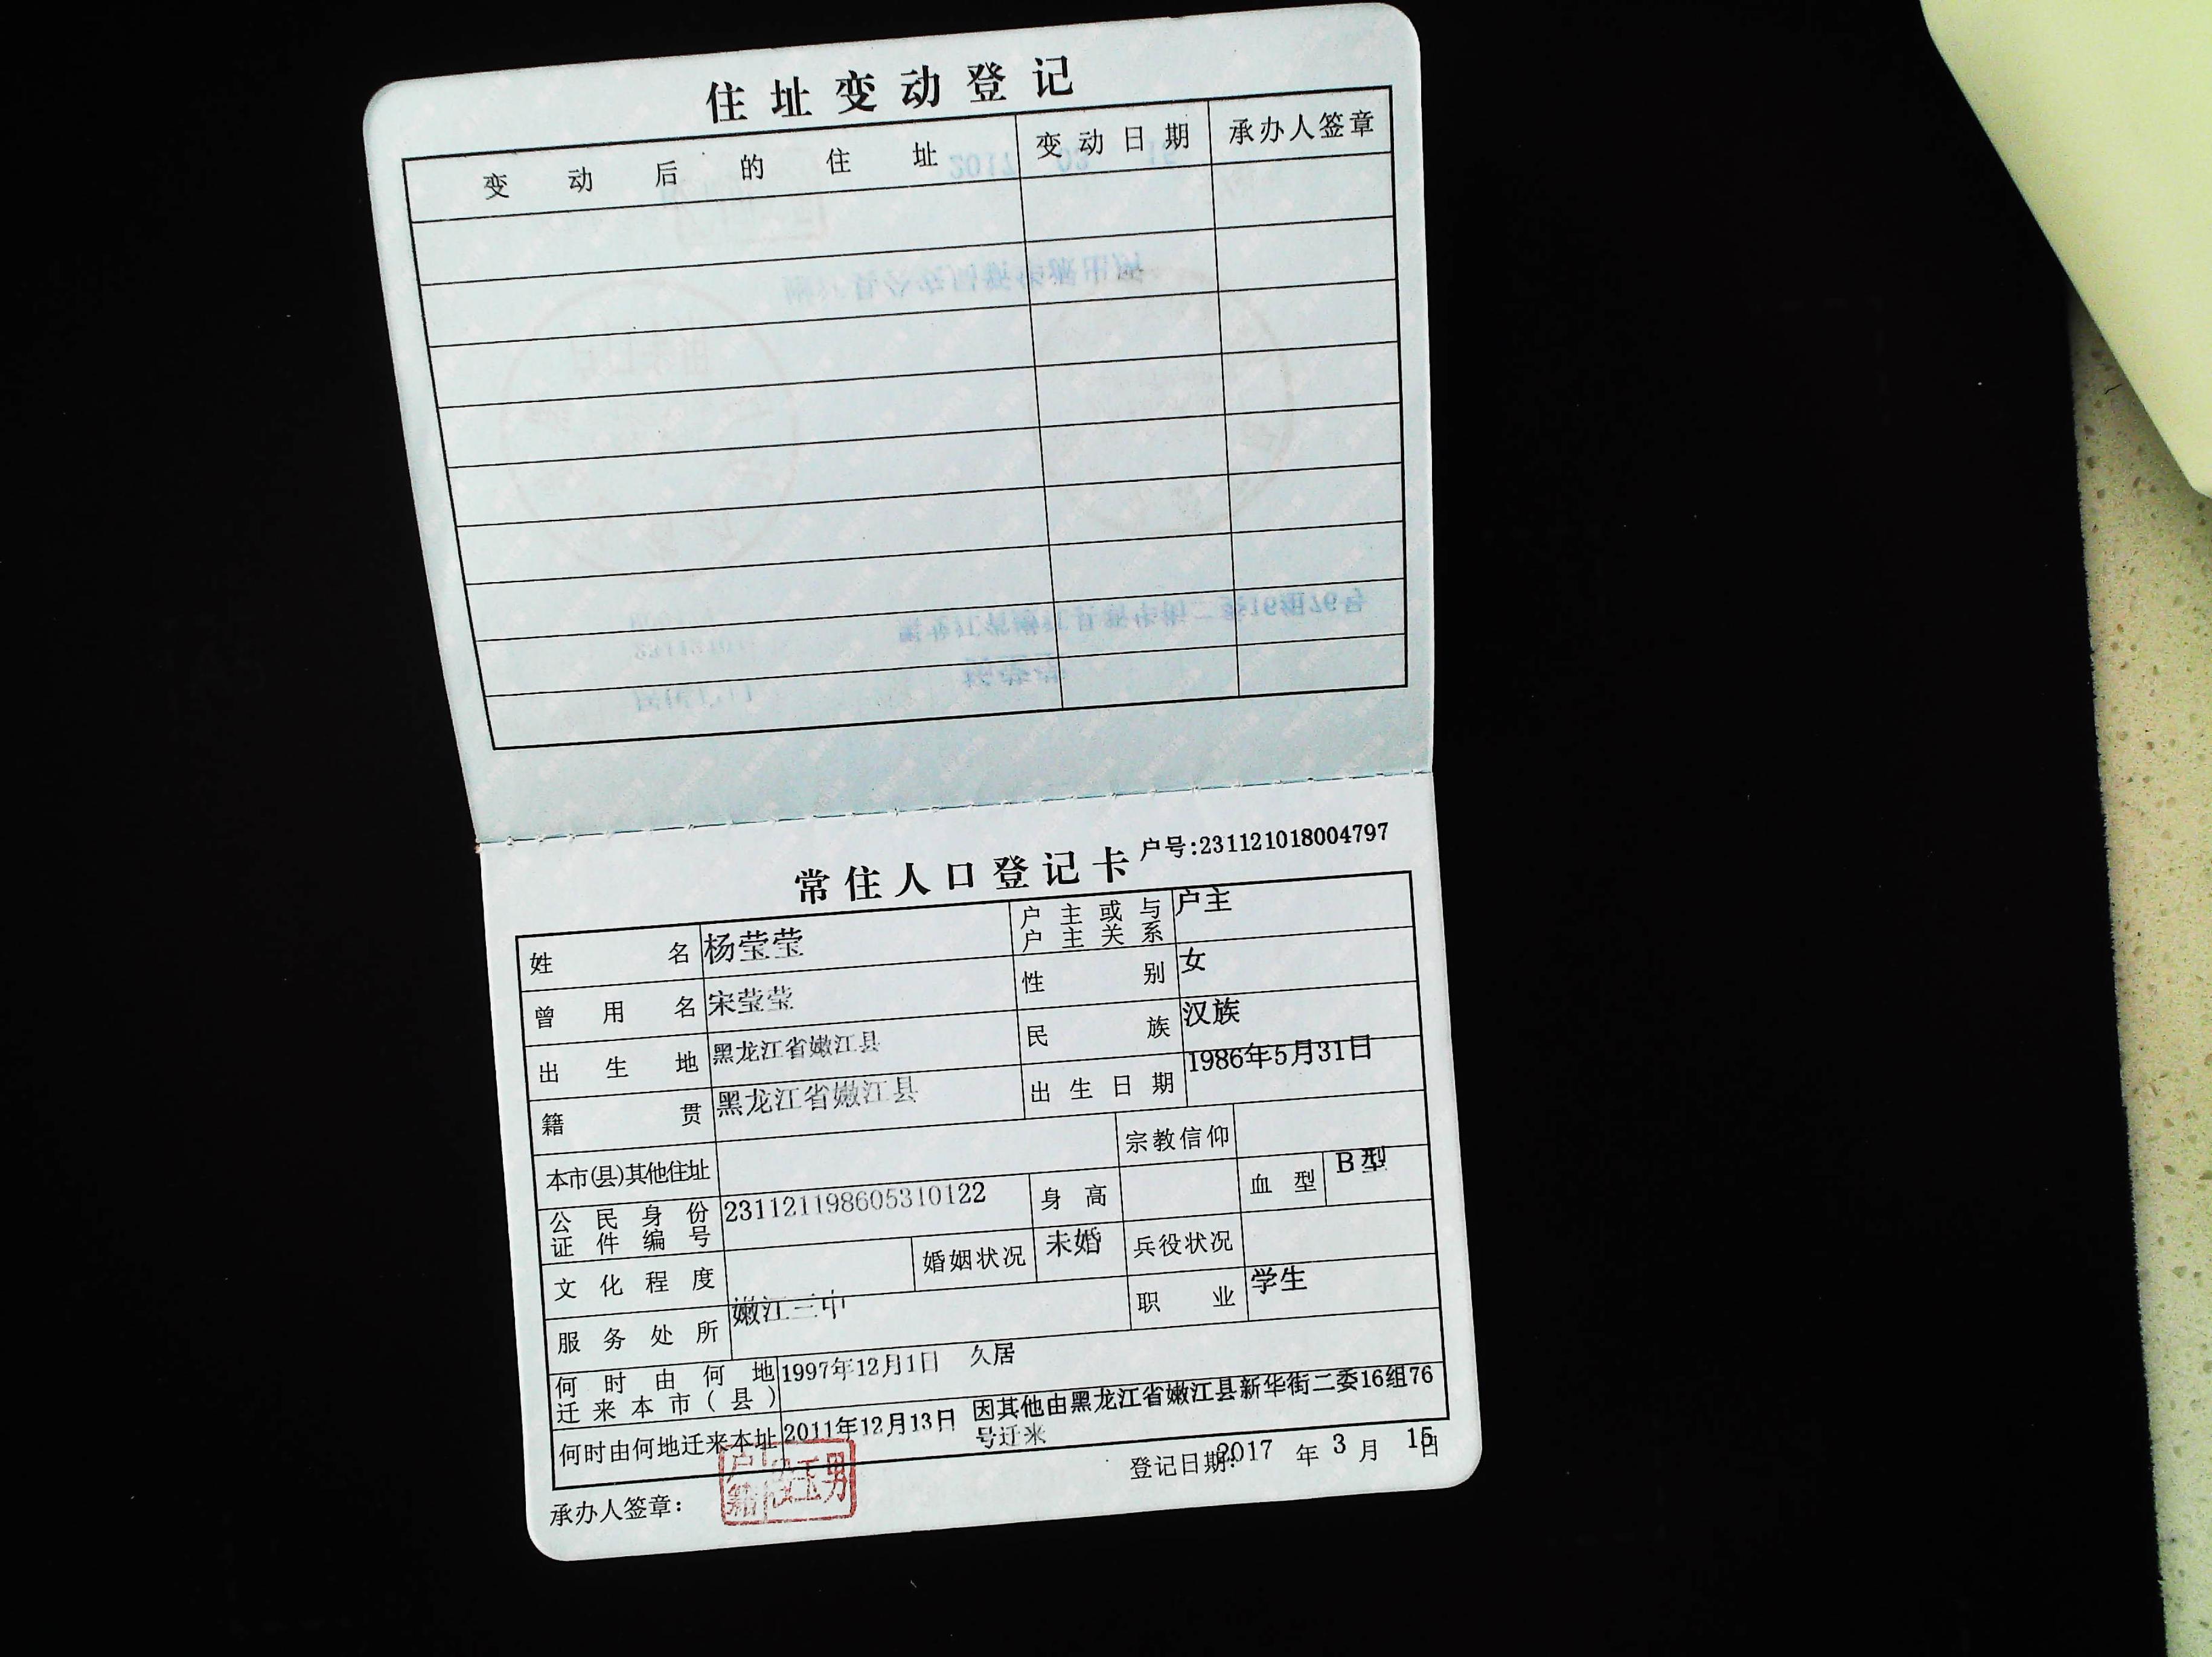 住址变动登记
变动后的住址 变动日期 承办人签章
常住人口登记卡 户号:231121018004797
姓名 杨莹莹 户主或与户主关系 户主
曾用名 宋莹莹 性别 女
出生地 黑龙江省嫩江县 民族 汉族
籍贯 黑龙江省嫩江县 出生日期 1986年5月31日
本市(县)其他住址 宗教信仰
公民身份证件编号 231121198605310122 身高 血型 B型
文化程度 婚姻状况 未婚 兵役状况
服务处所 嫩江三中 职业 学生
何时由何地迁来本市(县) 1997年12月1日 久居
何时由何地迁来本址 2011年12月13日 因其他由黑龙江省嫩江县新华街二委16组76
号迁来
承办人签章: 登记日期:2017年3月15日